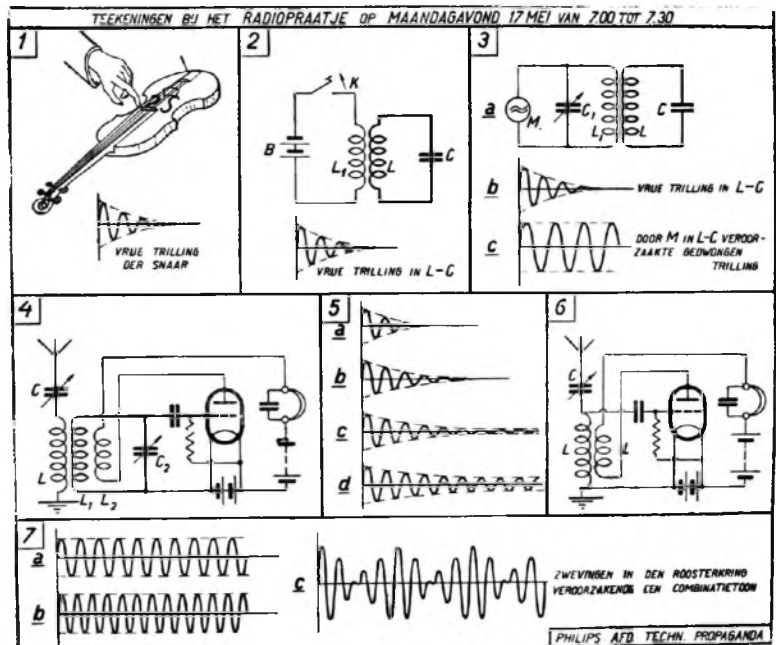 TEEKENINGEN BIJ HET RADIOPRAATJE OP MAANDAGAVOND 17 MEI VAN 7.00 TOT 7.30
1
VRIJE TRILLING
DER SNAAR
2
K
B
L1
L
C
VRIJE TRILLING IN L-C
3
a
M.
C1
L1
L
C
b
VRIJE TRILLING IN L-C
c
DOOR M IN L-C VEROOR-
ZAAKTE GEDWONGEN
TRILLING
4
C
L
L1
L2
C2
5
a
b
c
d
6
C
L
L
7
a
b
c
ZWEVINGEN IN DEN ROOSTERKRING
VEROORZAKENDE EEN COMBINATIETOON
PHILIPS AFD TECHN. PROPAGANDA